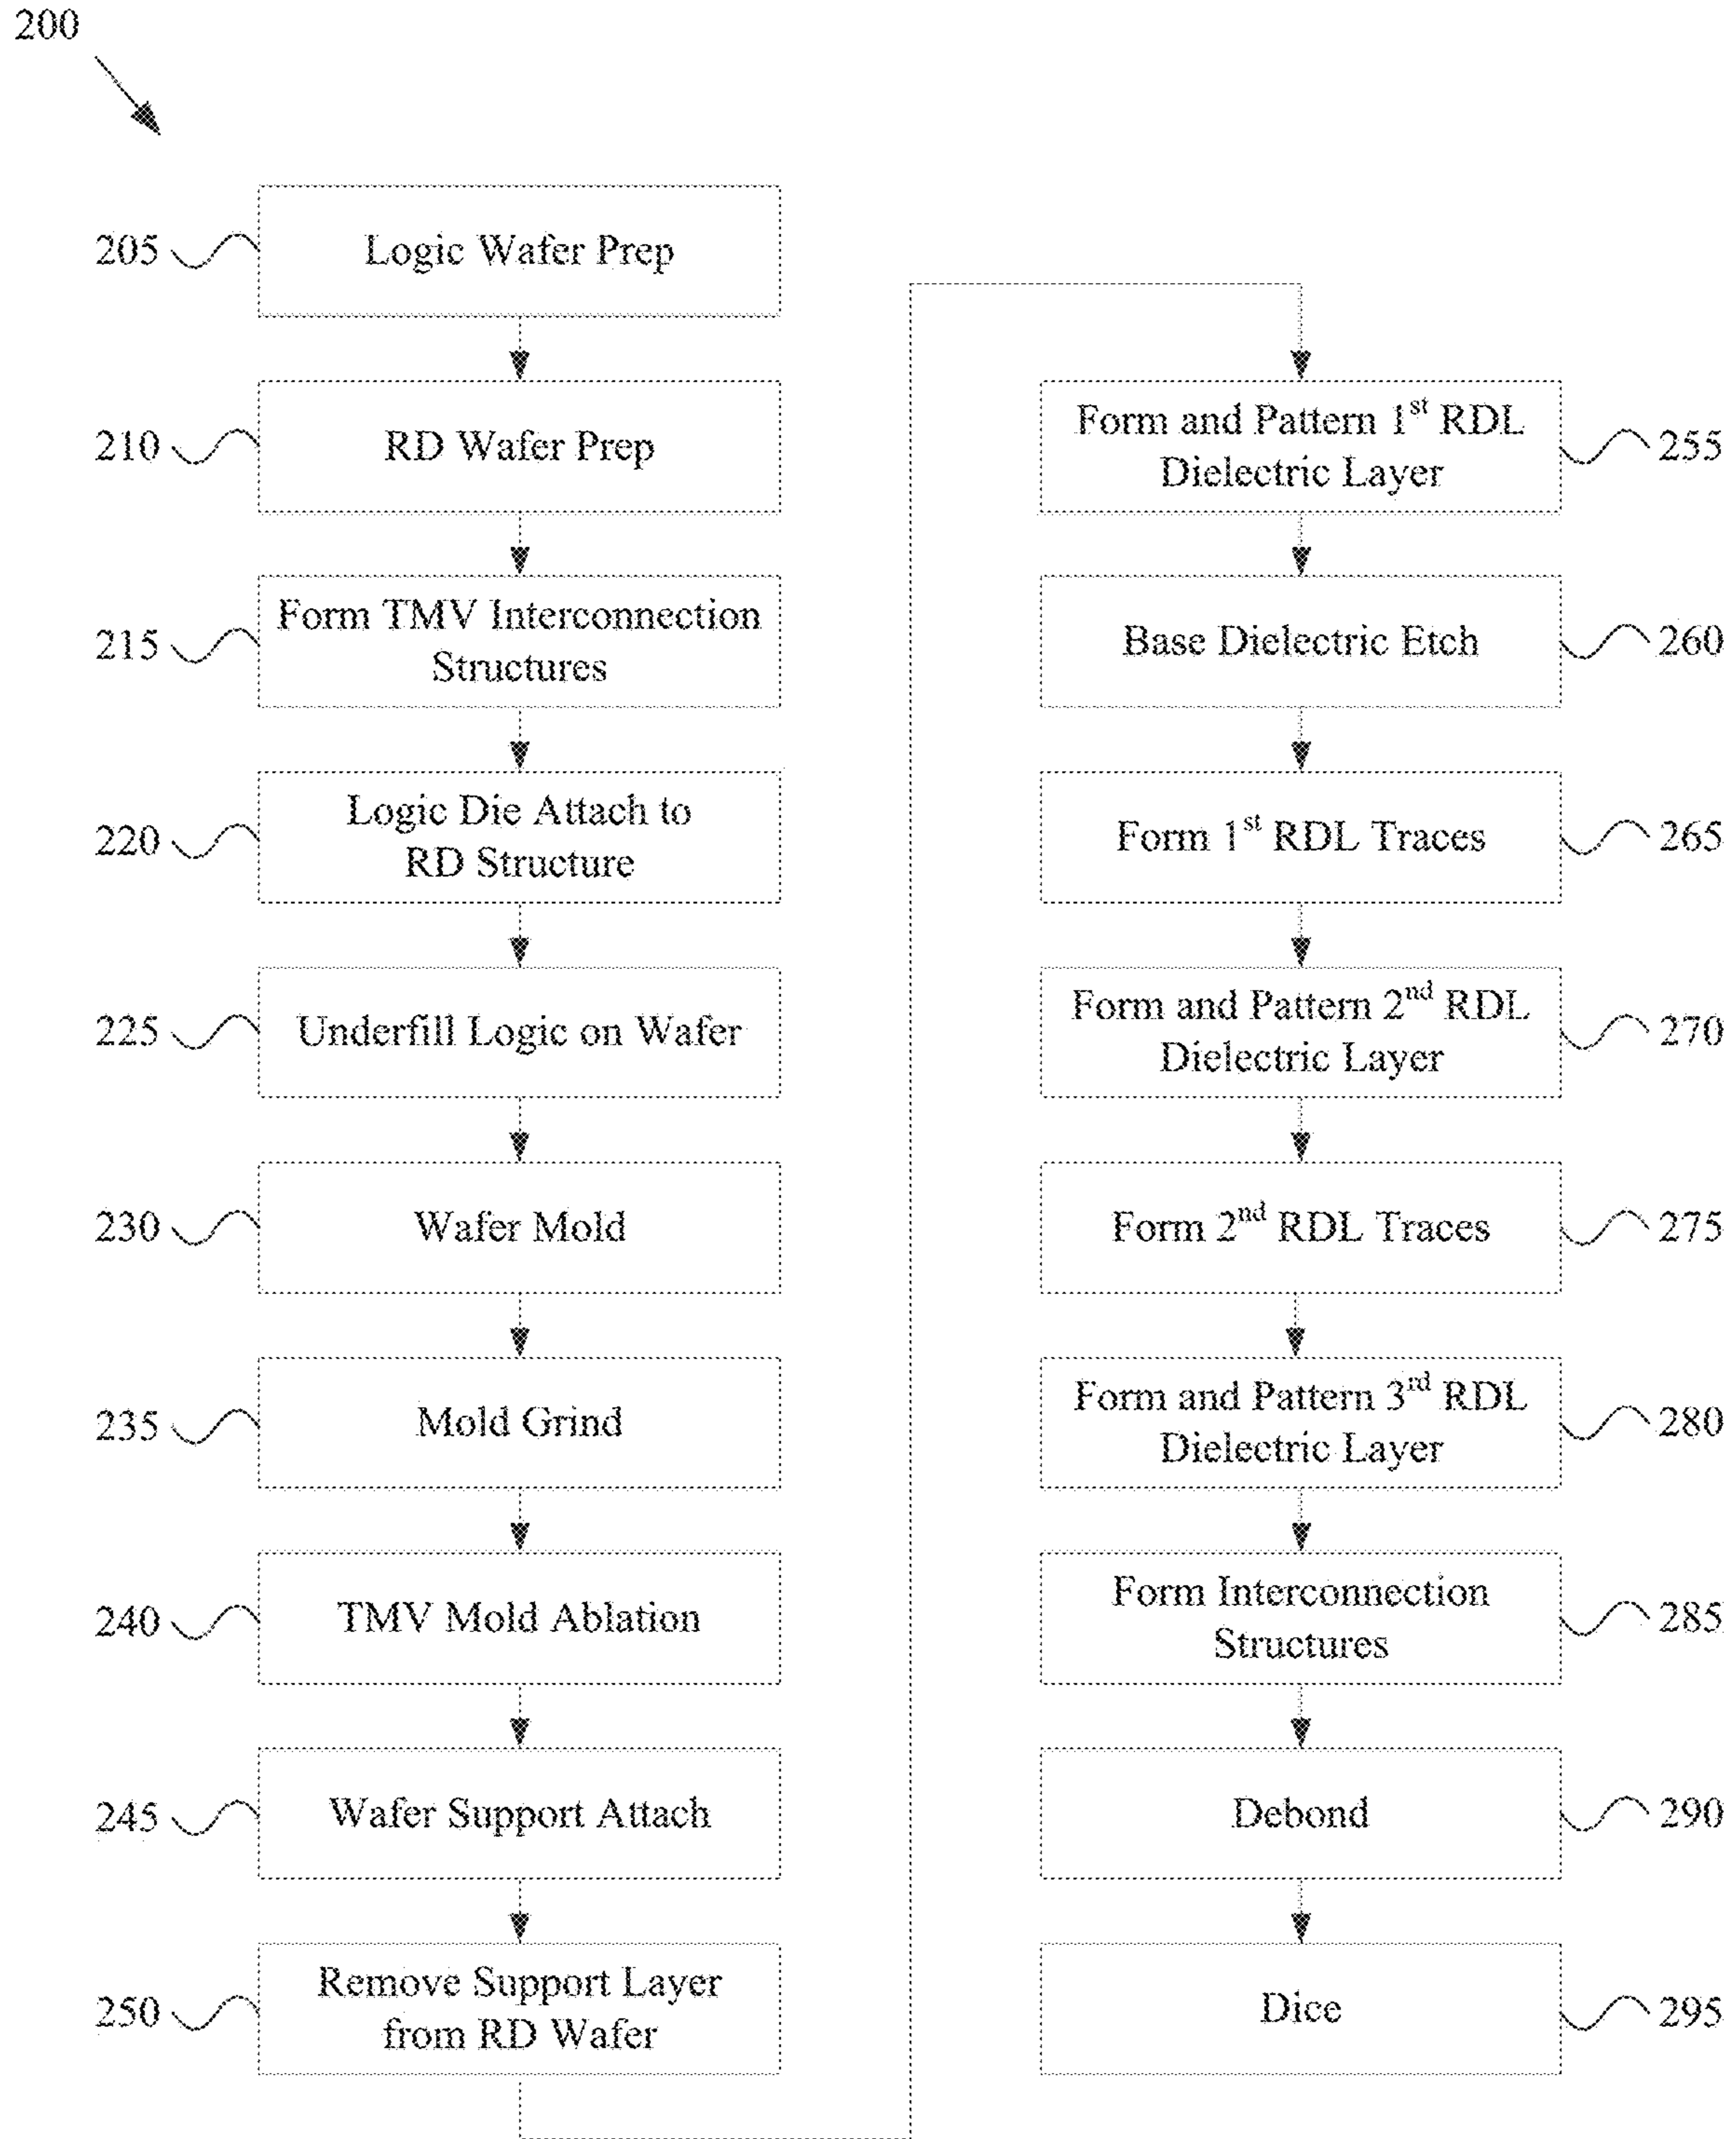 200
205
Logic Wafer Prep
210
RD Wafer Prep
215
Form TMV Interconnection
Structures
220
Logic Die Attach to
RD Structure
225
Underfill Logic on Wafer
230
Wafer Mold
235
Mold Grind
240
TMV Mold Ablation
245
Wafer Support Attach
250
Remove Support Layer
from RD Wafer
Form and Pattern 1st RDL
Dielectric Layer
255
Base Dielectric Etch
260
Form 1st RDL Traces
265
Form and Pattern 2nd RDL
Dielectric Layer
270
Form 2nd RDL Traces
275
Form and Pattern 3rd RDL
Dielectric Layer
280
Form Interconnection
Structures
285
Debond
290
Dice
295